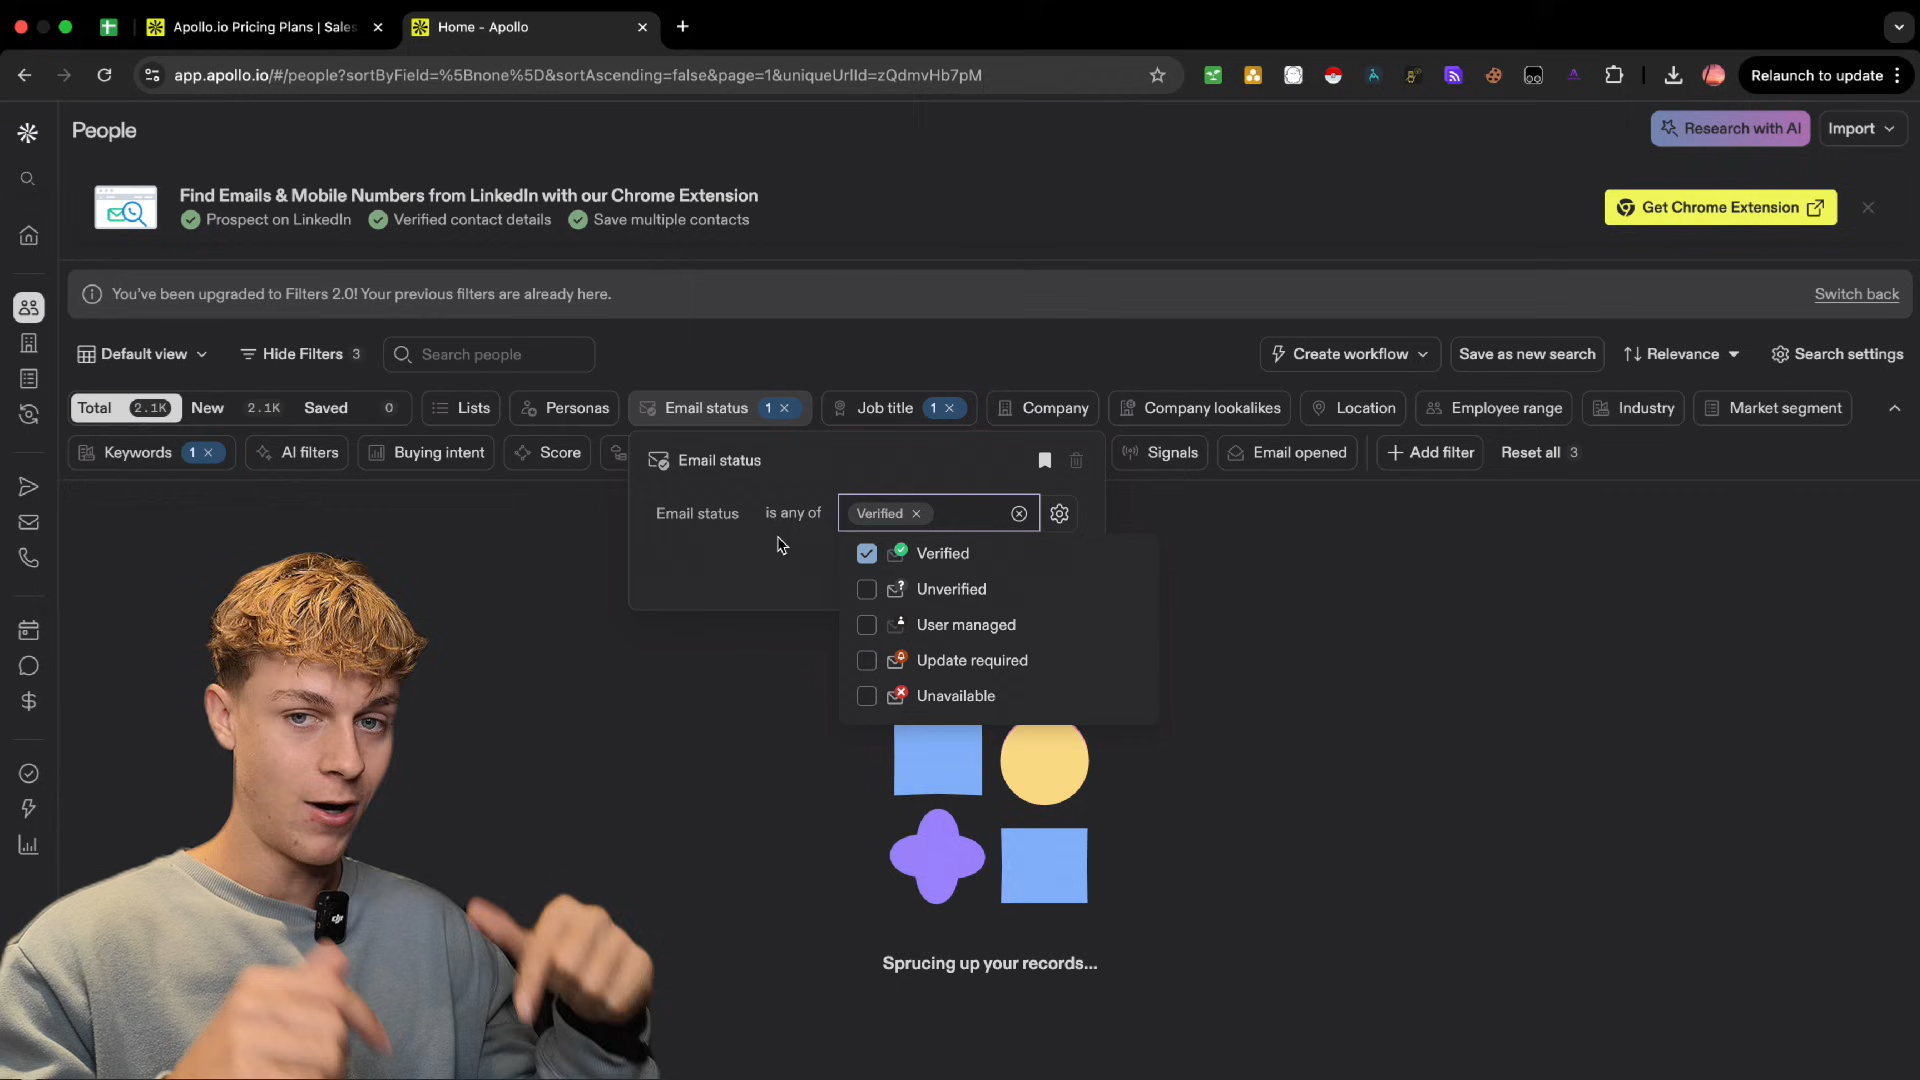 Apollo.io Pricing Plans | Sales
Home - Apollo
app.apollo.io/#/people?sortByField=%5Bnone%5D&sortAscending=false&page=1&uniqueUrlId=zQdmvHb7pM
Relaunch to update
People
Research with AI
Import
Find Emails & Mobile Numbers from LinkedIn with our Chrome Extension
Prospect on LinkedIn
Verified contact details
Save multiple contacts
Get Chrome Extension
You've been upgraded to Filters 2.0! Your previous filters are already here.
Switch back
Default view
Hide Filters 3
Search people
Create workflow
Save as new search
Relevance
Search settings
Total 2.1K
New 2.1K
Saved 0
Lists
Personas
Email status 1
Job title 1
Company
Company lookalikes
Location
Employee range
Industry
Market segment
Keywords 1
AI filters
Buying intent
Score
Signals
Email opened
Add filter
Reset all 3
Email status
Email status is any of Verified
Verified
Unverified
User managed
Update required
Unavailable
dji
Sprucing up your records...